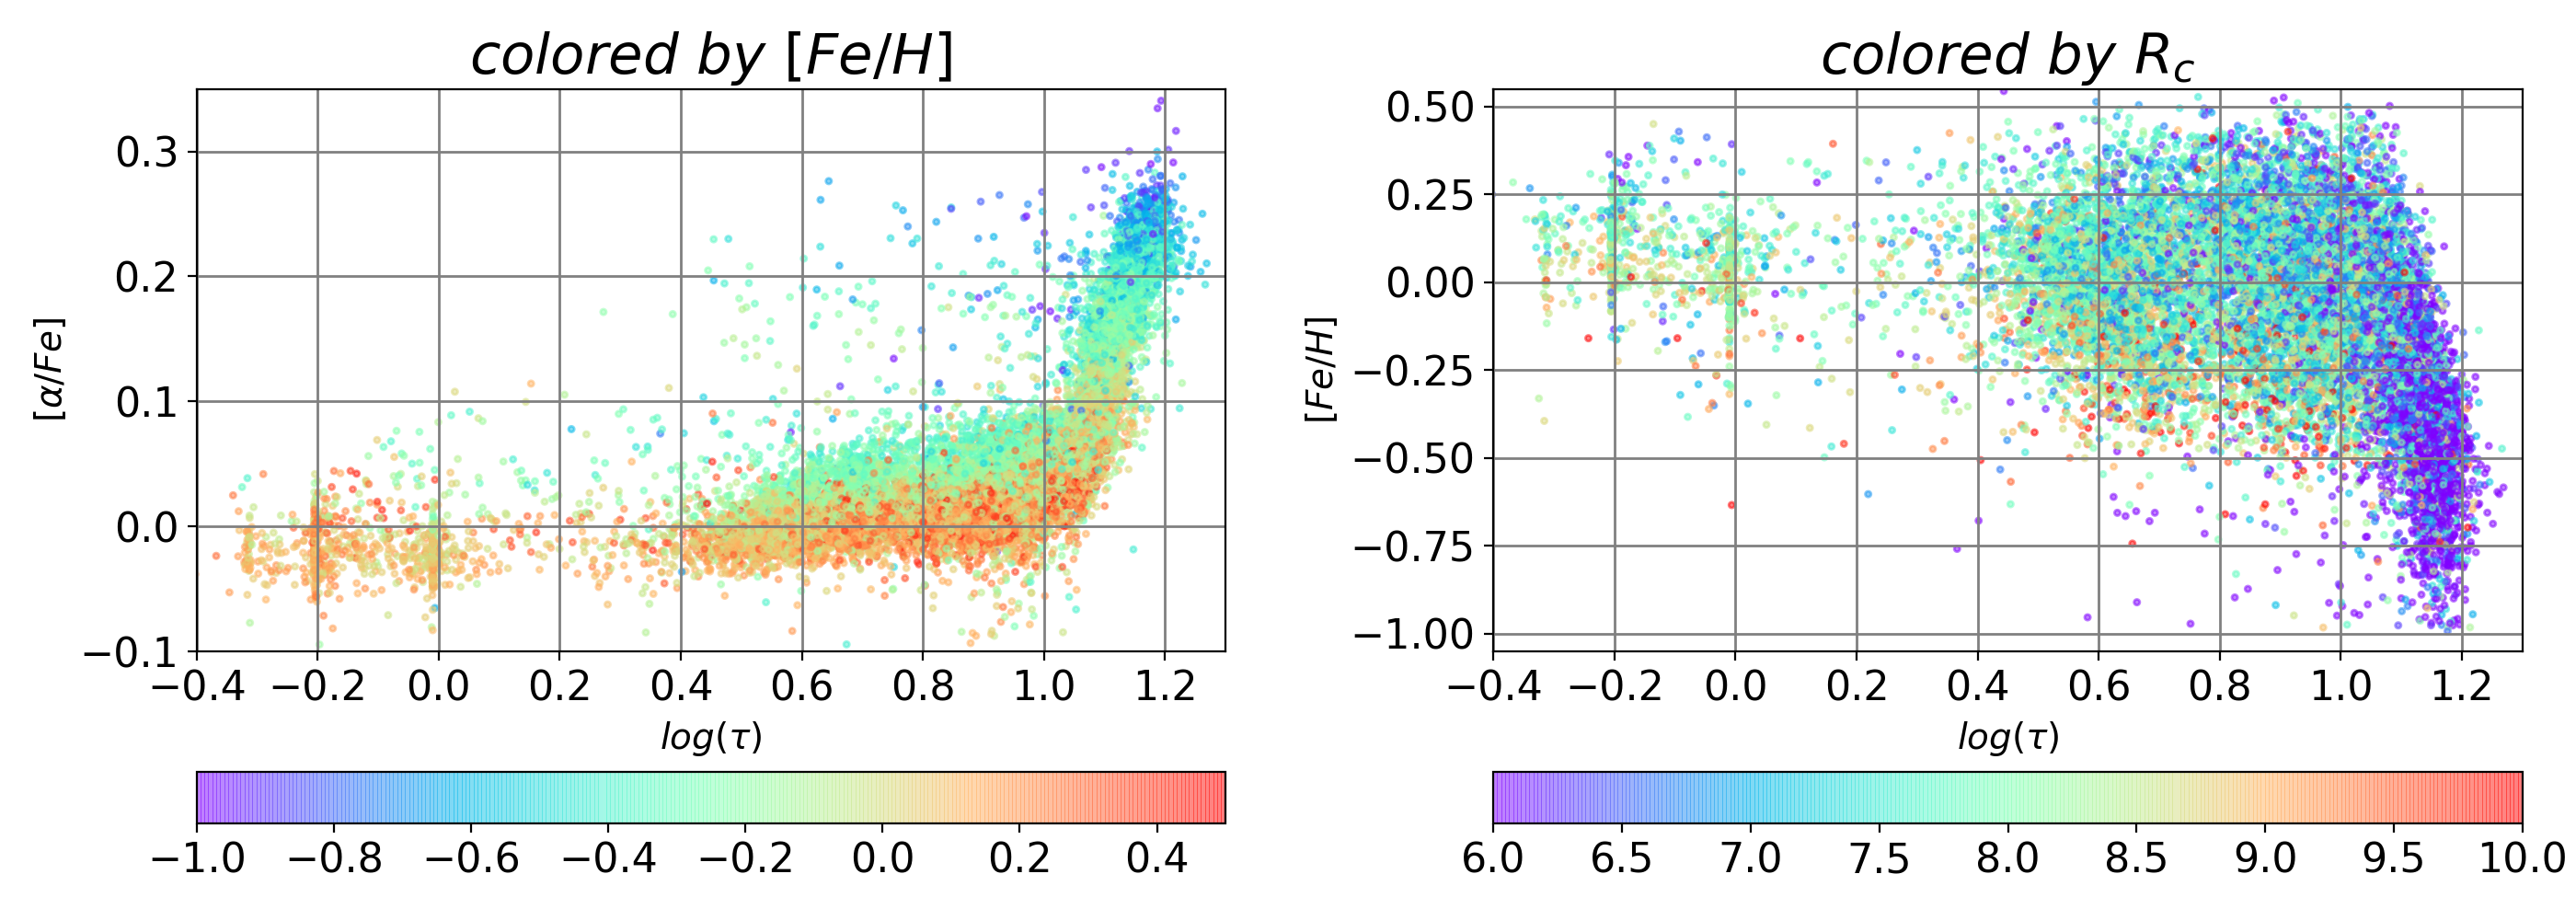 colored by [Fe/H]
[α/Fe]
0.3
0.2
0.1
0.0
−0.1
−0.4 −0.2 0.0 0.2 0.4 0.6 0.8 1.0 1.2
log(τ)
−1.0 −0.8 −0.6 −0.4 −0.2 0.0 0.2 0.4
colored by R_c
[Fe/H]
0.50
0.25
0.00
−0.25
−0.50
−0.75
−1.00
−0.4 −0.2 0.0 0.2 0.4 0.6 0.8 1.0 1.2
log(τ)
6.0 6.5 7.0 7.5 8.0 8.5 9.0 9.5 10.0